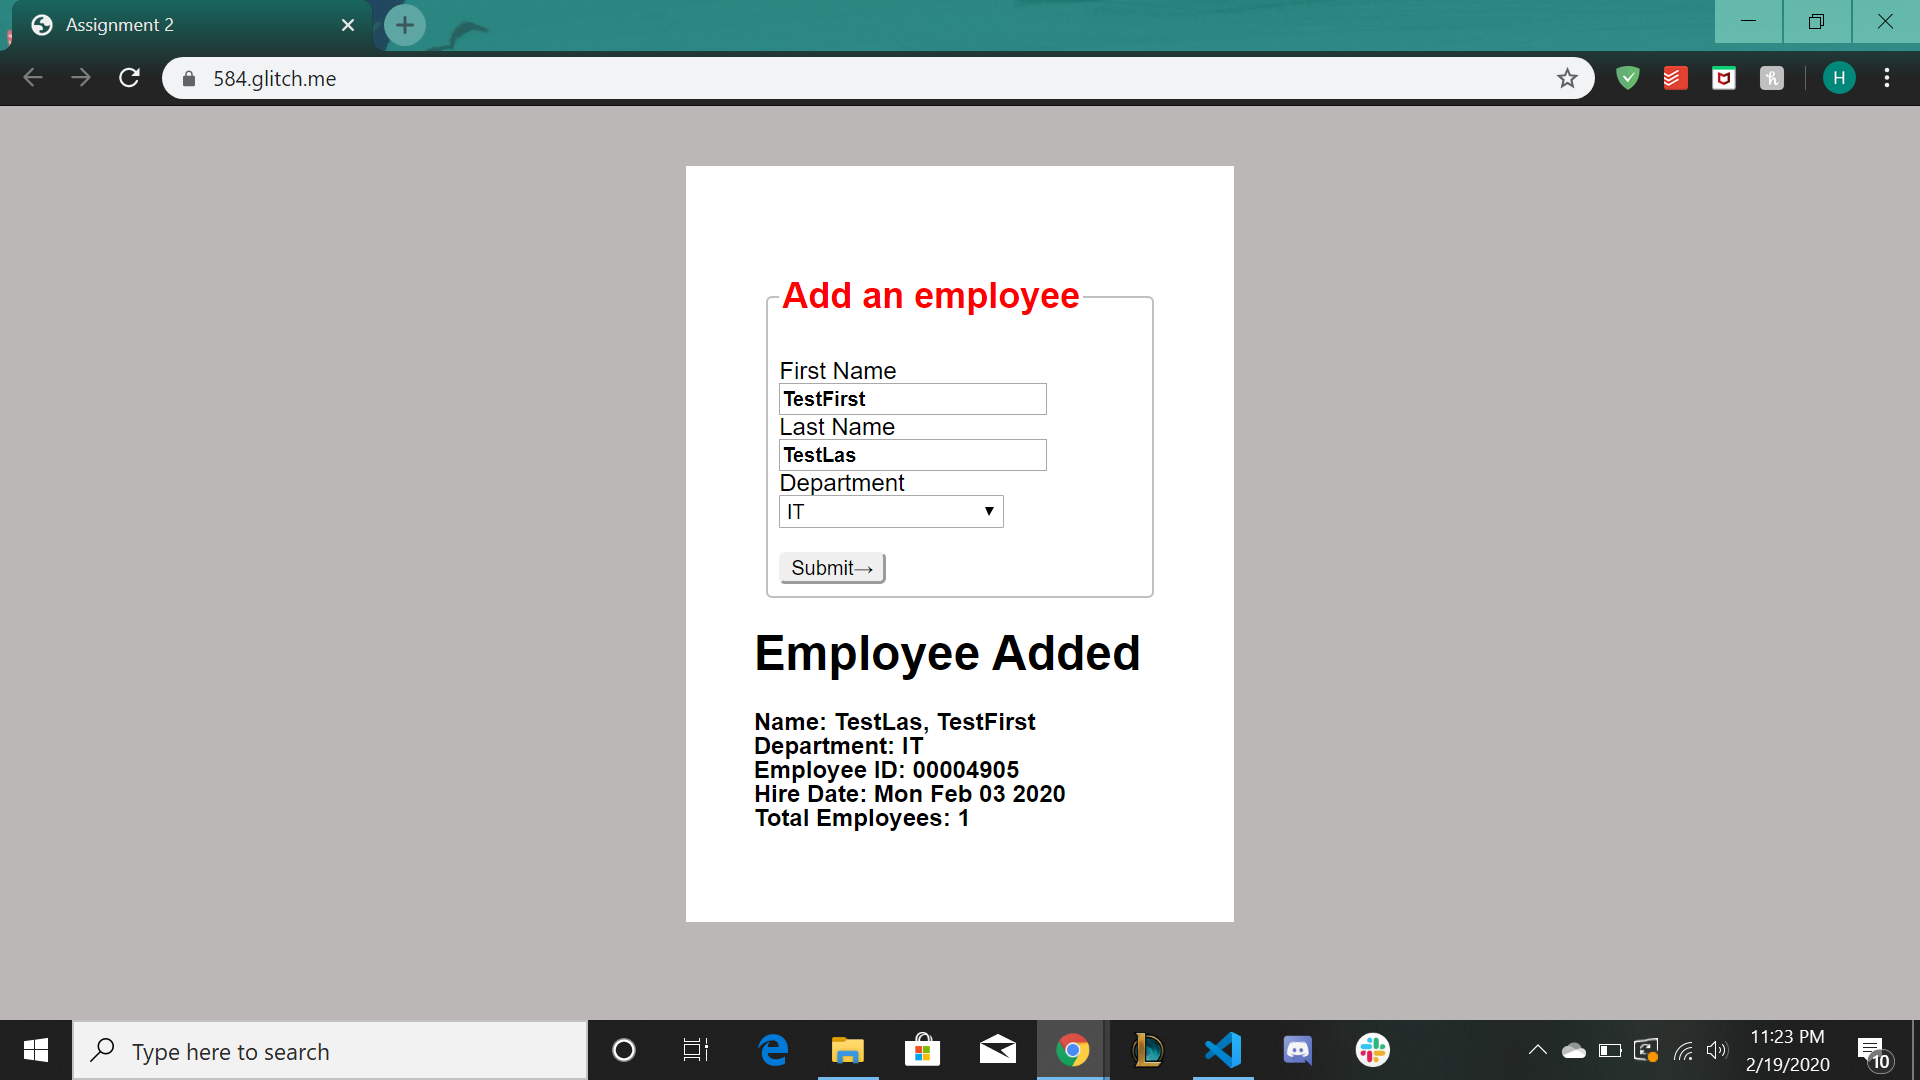 Assignment 2
584.glitch.me
H
Add an employee
First Name
TestFirst
Last Name
TestLas
Department
IT
Submit→
Employee Added
Name: TestLas, TestFirst
Department: IT
Employee ID: 00004905
Hire Date: Mon Feb 03 2020
Total Employees: 1
Type here to search
11:23 PM
2/19/2020
10